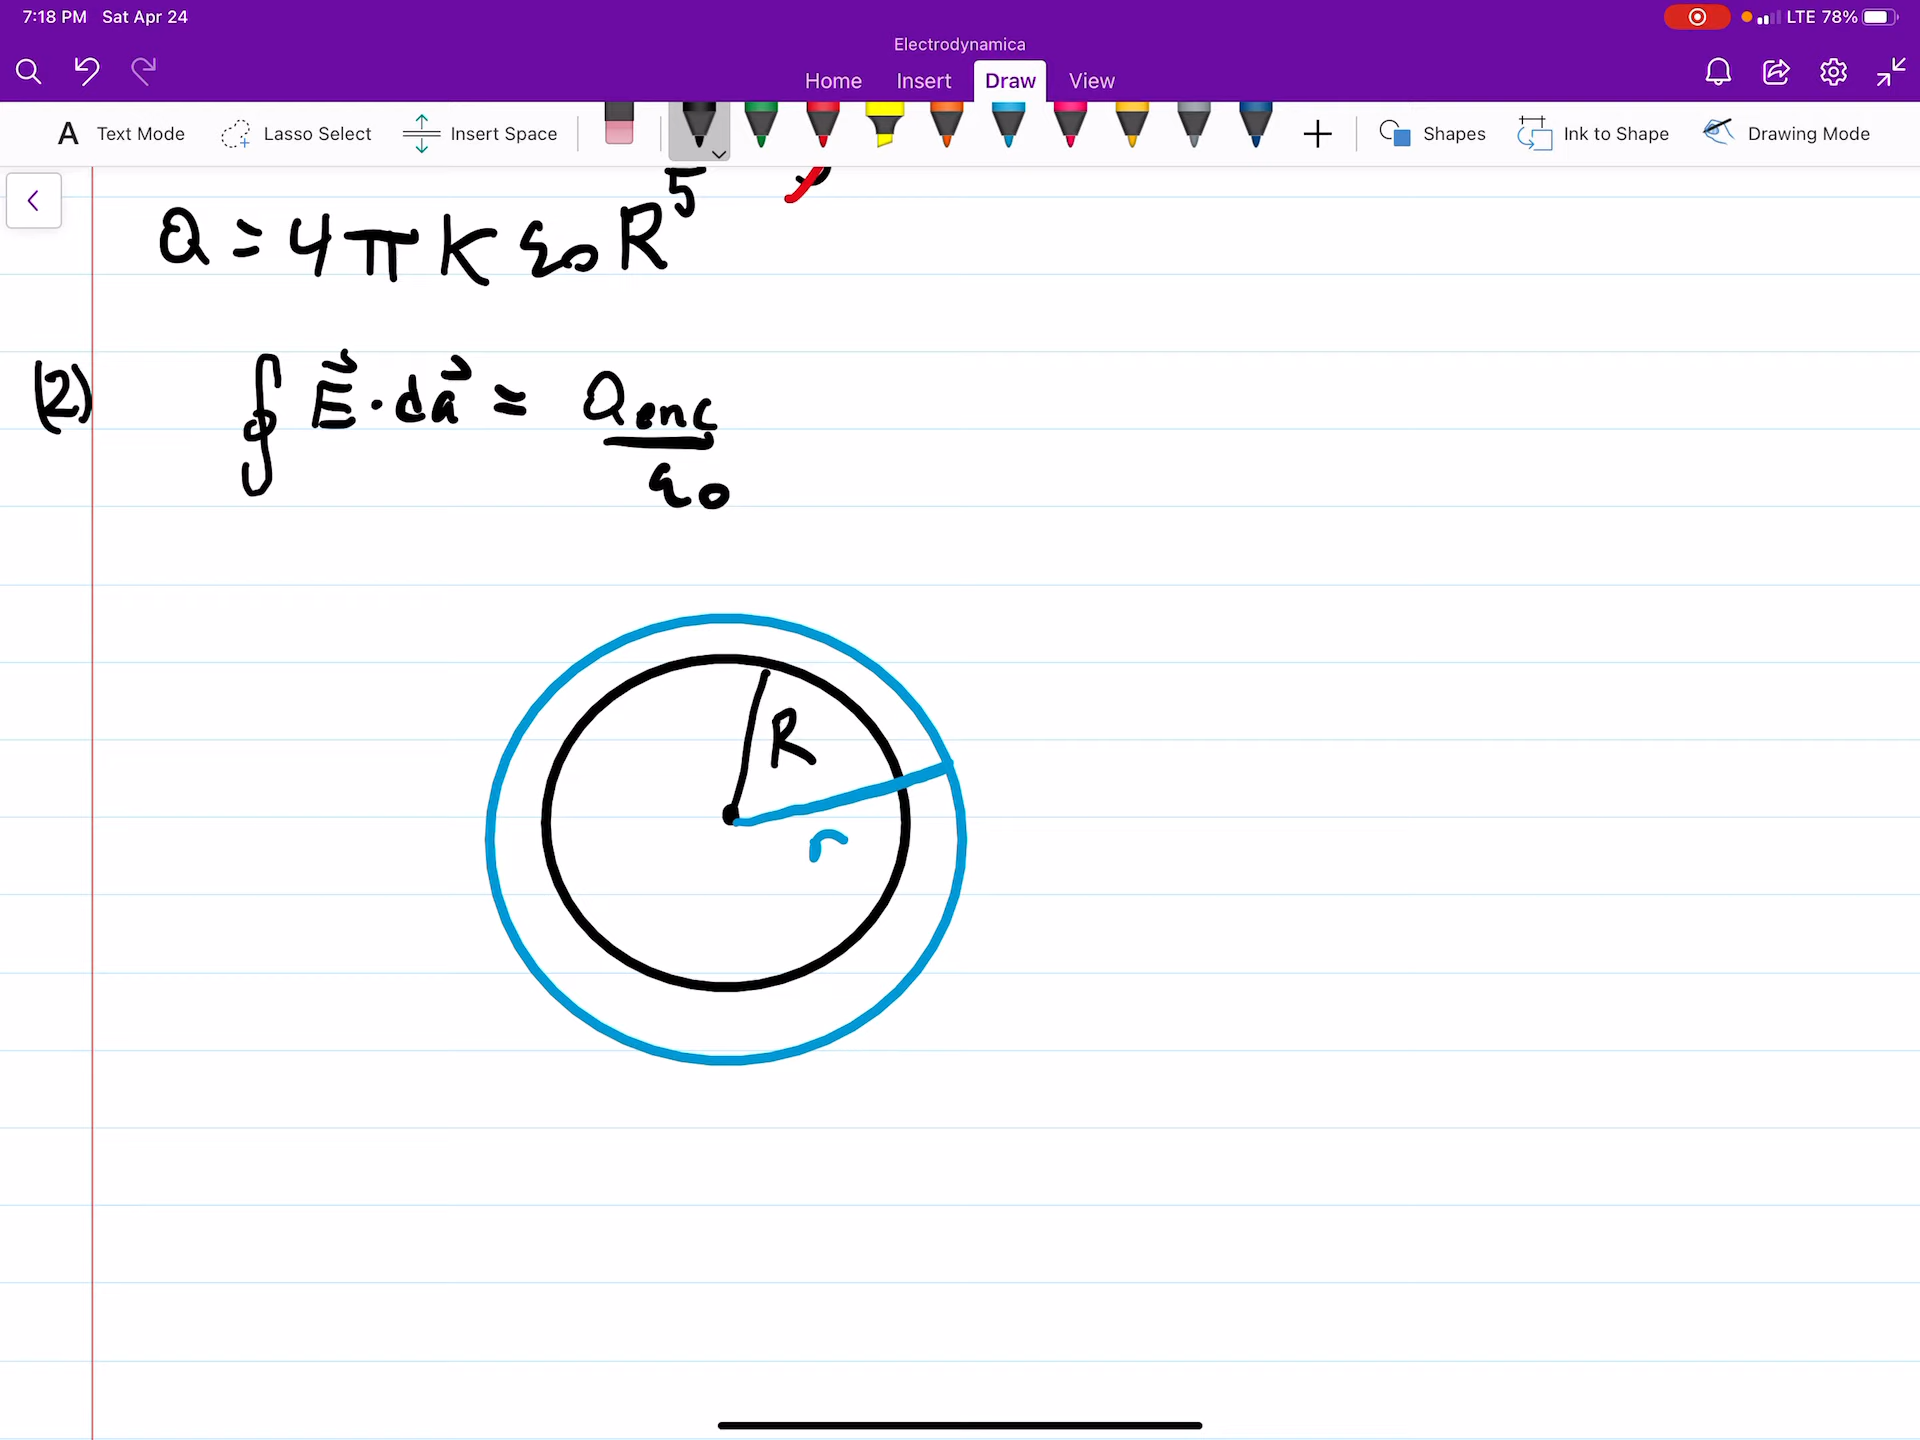 7:18 PM Sat Apr 24
LTE 78%
Electrodynamica
Home Insert Draw View
A Text Mode Lasso Select Insert Space Shapes Ink to Shape Drawing Mode
Q = 4πKε₀R⁵
(2) ∮ E⃗ · da⃗ = Qenc / ε₀
R
r